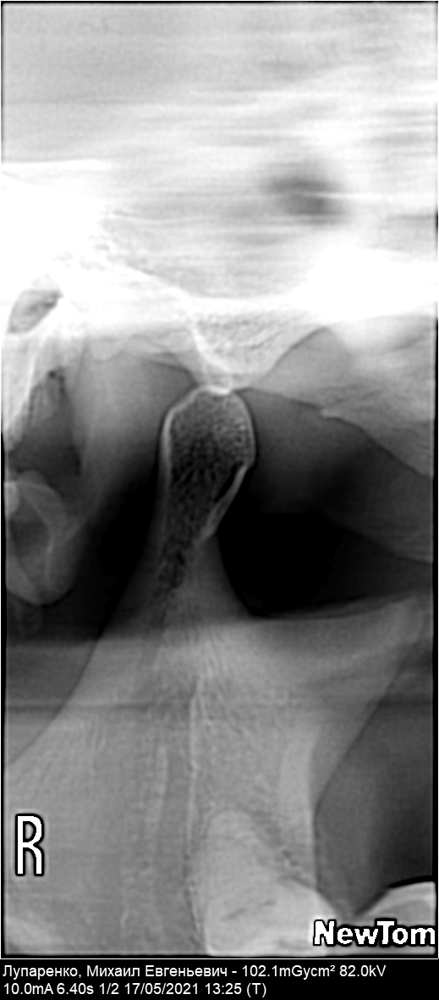 R
NewTom
Лупаренко, Михаил Евгеньевич - 102.1mGycm² 82.0kV
10.0mA 6.40s 1/2 17/05/2021 13:25 (T)